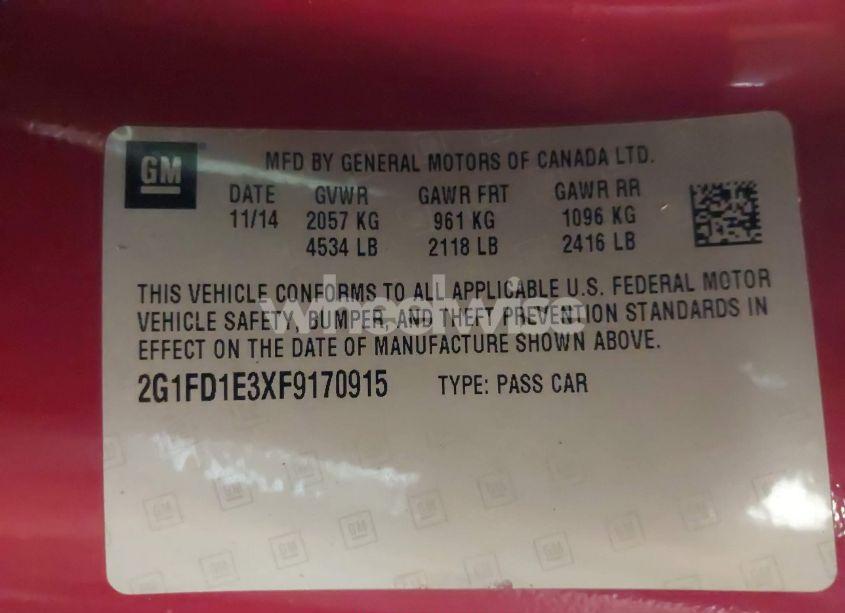 GM
MFD BY GENERAL MOTORS OF CANADA LTD.
DATE GVWR GAWR FRT GAWR RR
11/14 2057 KG 961 KG 1096 KG
4534 LB 2118 LB 2416 LB
THIS VEHICLE CONFORMS TO ALL APPLICABLE U.S. FEDERAL MOTOR
VEHICLE SAFETY, BUMPER, AND THEFT PREVENTION STANDARDS IN
EFFECT ON THE DATE OF MANUFACTURE SHOWN ABOVE.
wheelwise
2G1FD1E3XF9170915 TYPE: PASS CAR